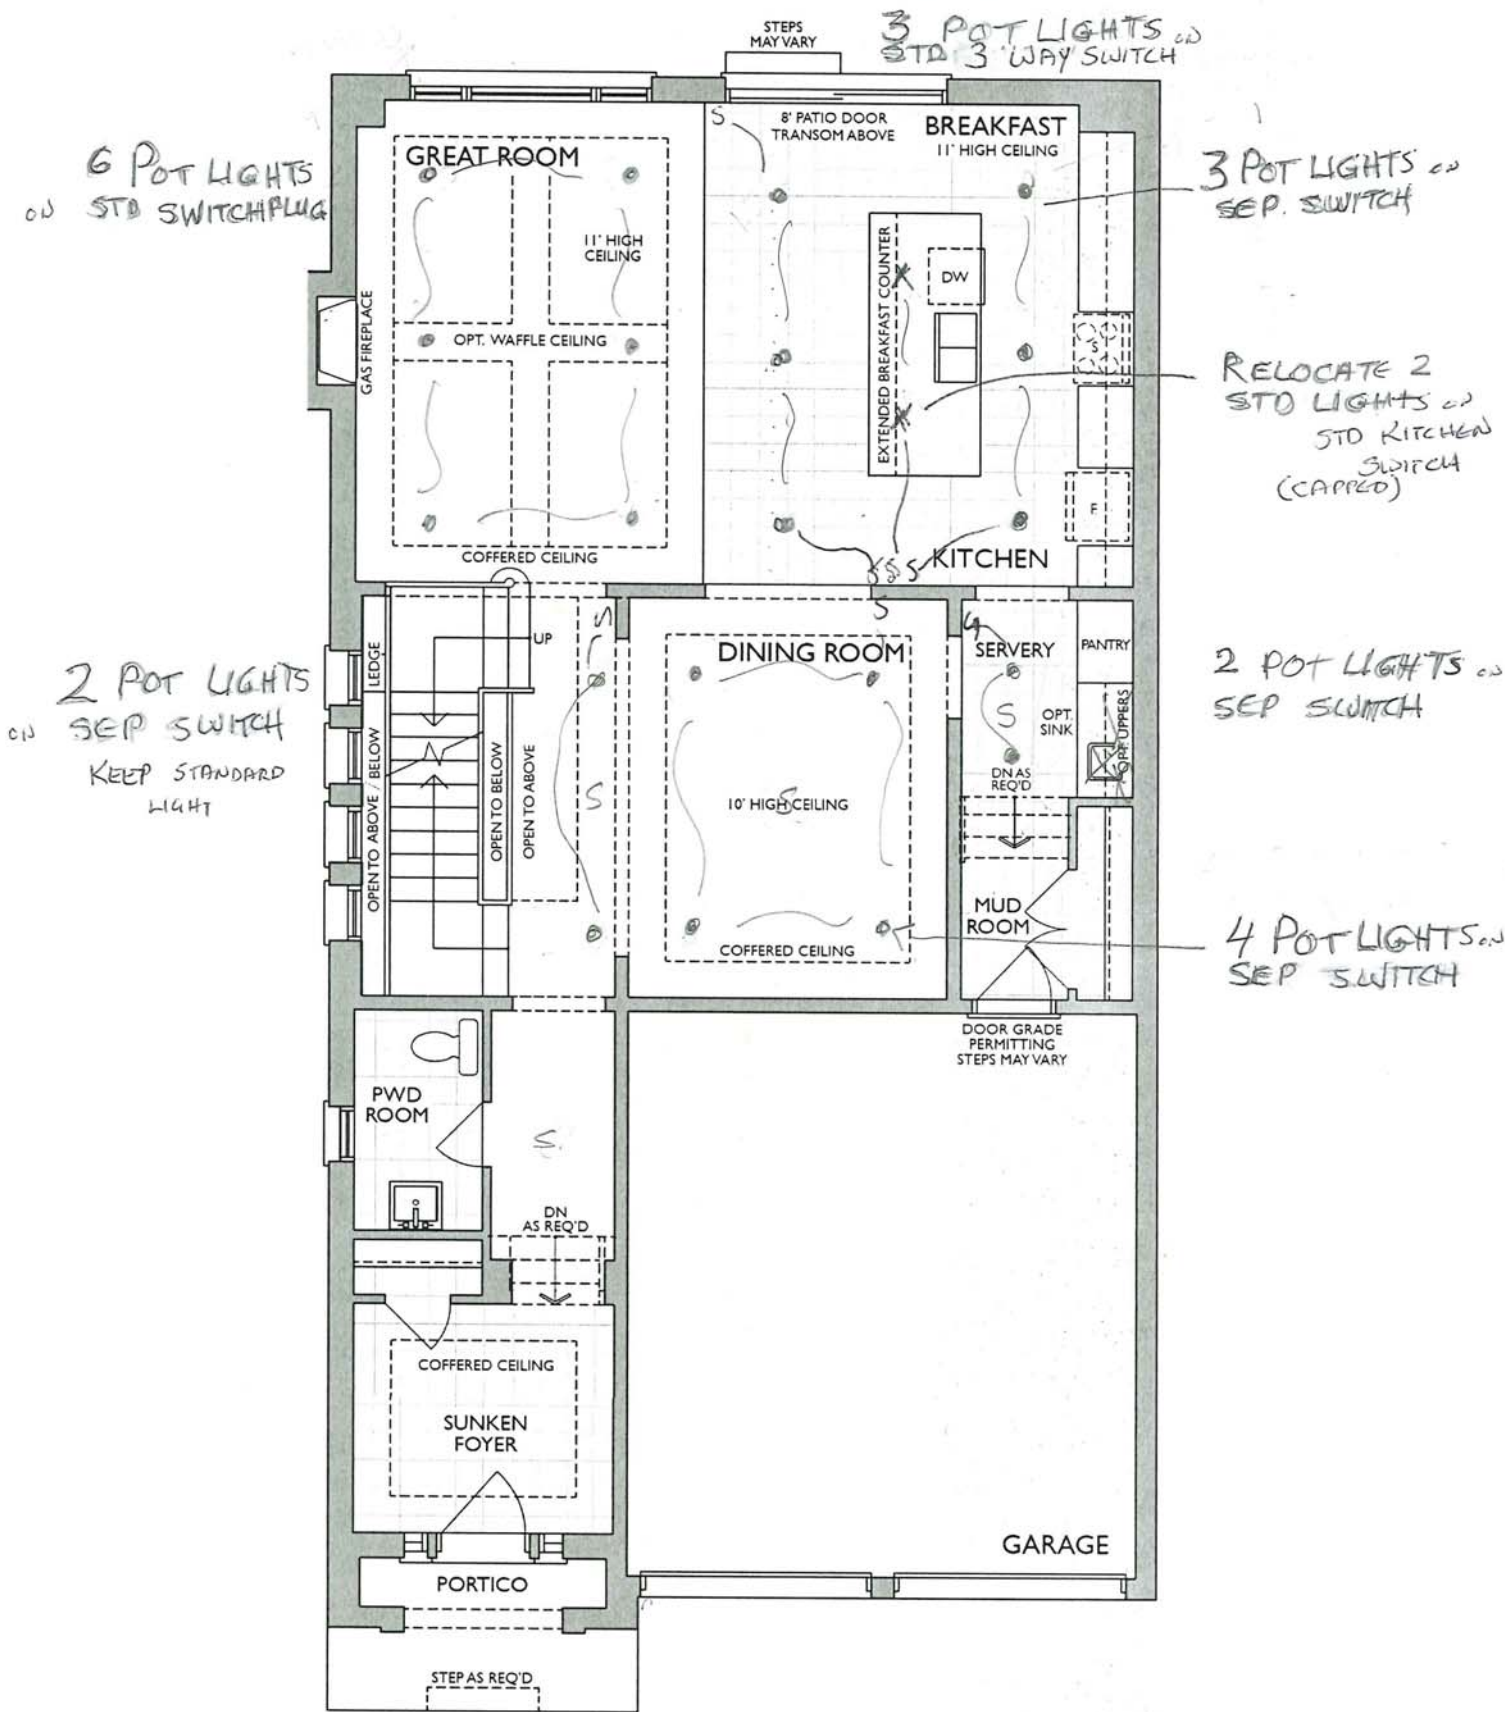 STEPS
MAY VARY
3 POT LIGHTS ON
STD 3 WAY SWITCH
6 POT LIGHTS
ON STD SWITCH PLUG
GREAT ROOM
11' HIGH
CEILING
GAS FIREPLACE
OPT. WAFFLE CEILING
COFFERED CEILING
S
8' PATIO DOOR
TRANSOM ABOVE
BREAKFAST
11' HIGH CEILING
3 POT LIGHTS ON
SEP. SWITCH
EXTENDED BREAKFAST COUNTER
DW
S
RELOCATE 2
STD LIGHTS ON
STD KITCHEN
SWITCH
(CAPPED)
F
KITCHEN
S S S
2 POT LIGHTS
ON SEP SWITCH
KEEP STANDARD
LIGHT
LEDGE
OPEN TO ABOVE / BELOW
UP
OPEN TO BELOW
OPEN TO ABOVE
S
S
S
DINING ROOM
10' HIGH CEILING
S
COFFERED CEILING
SERVERY
PANTRY
S
OPT.
SINK
OPT UPPERS
DN AS
REQ'D
2 POT LIGHTS ON
SEP SWITCH
MUD
ROOM
4 POT LIGHTS ON
SEP SWITCH
DOOR GRADE
PERMITTING
STEPS MAY VARY
PWD
ROOM
S
DN
AS REQ'D
COFFERED CEILING
SUNKEN
FOYER
GARAGE
PORTICO
STEP AS REQ'D